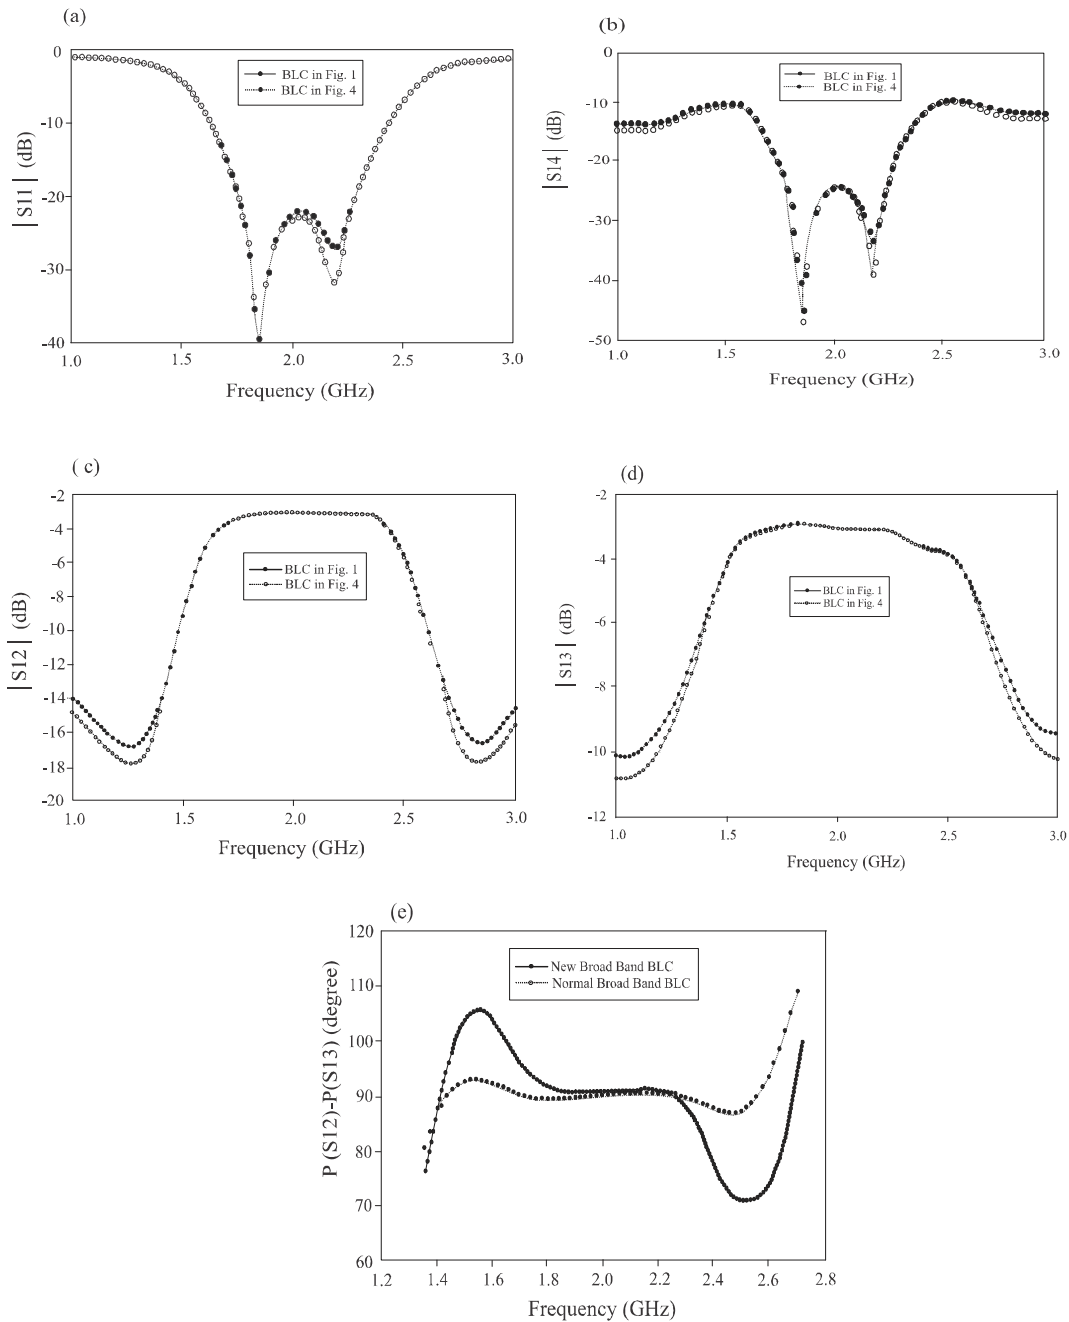 (a)
0
-10
-20
-30
-40
|S11| (dB)
BLC in Fig. 1
BLC in Fig. 4
1.0 1.5 2.0 2.5 3.0
Frequency (GHz)
(b)
0
-10
-20
-30
-40
-50
|S14| (dB)
BLC in Fig. 1
BLC in Fig. 4
1.0 1.5 2.0 2.5 3.0
Frequency (GHz)
( c)
-2
-4
-6
-8
-10
-12
-14
-16
-18
-20
|S12| (dB)
BLC in Fig. 1
BLC in Fig. 4
1.0 1.5 2.0 2.5 3.0
Frequency (GHz)
(d)
-2
-4
-6
-8
-10
-12
|S13| (dB)
BLC in Fig. 1
BLC in Fig. 4
1.0 1.5 2.0 2.5 3.0
Frequency (GHz)
(e)
120
110
100
90
80
70
60
P (S12)-P(S13) (degree)
New Broad Band BLC
Normal Broad Band BLC
1.2 1.4 1.6 1.8 2.0 2.2 2.4 2.6 2.8
Frequency (GHz)